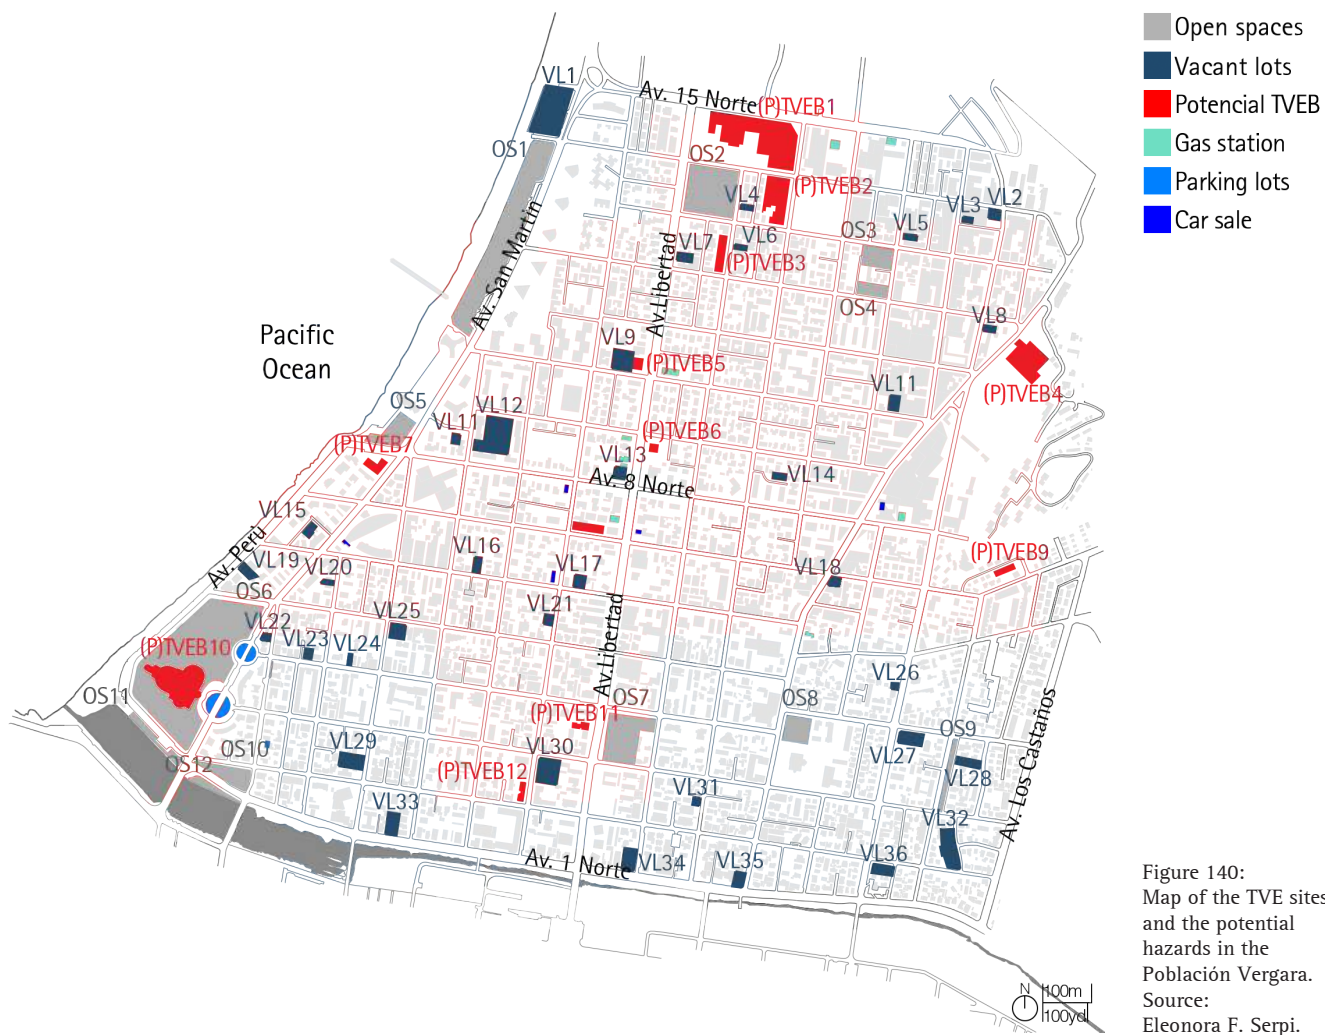 Open spaces
Vacant lots
Potencial TVEB
Gas station
Parking lots
Car sale
VL1
Av. 15 Norte
(P)TVEB1
OS1
OS2
(P)TVEB2
VL4
VL3
VL2
VL5
OS3
VL6
VL7
(P)TVEB3
Av. San Martin
Av.Libertad
OS4
VL8
Pacific
Ocean
VL9
(P)TVEB5
(P)TVEB4
VL11
OS5
VL12
VL11
(P)TVEB6
(P)TVEB7
VL13
VL14
Av. 8 Norte
VL15
Av. Perù
VL16
VL17
VL18
(P)TVEB9
VL19
VL20
OS6
VL21
Av.Libertad
VL25
VL22
VL23
VL24
(P)TVEB10
VL26
OS11
OS7
OS8
(P)TVEB11
OS9
Av. Los Castaños
OS10
VL29
VL30
VL27
VL28
OS12
(P)TVEB12
VL31
VL33
VL32
Av. 1 Norte
VL34
VL35
VL36
N
100m
100yd
Figure 140:
Map of the TVE sites
and the potential
hazards in the
Población Vergara.
Source:
Eleonora F. Serpi.